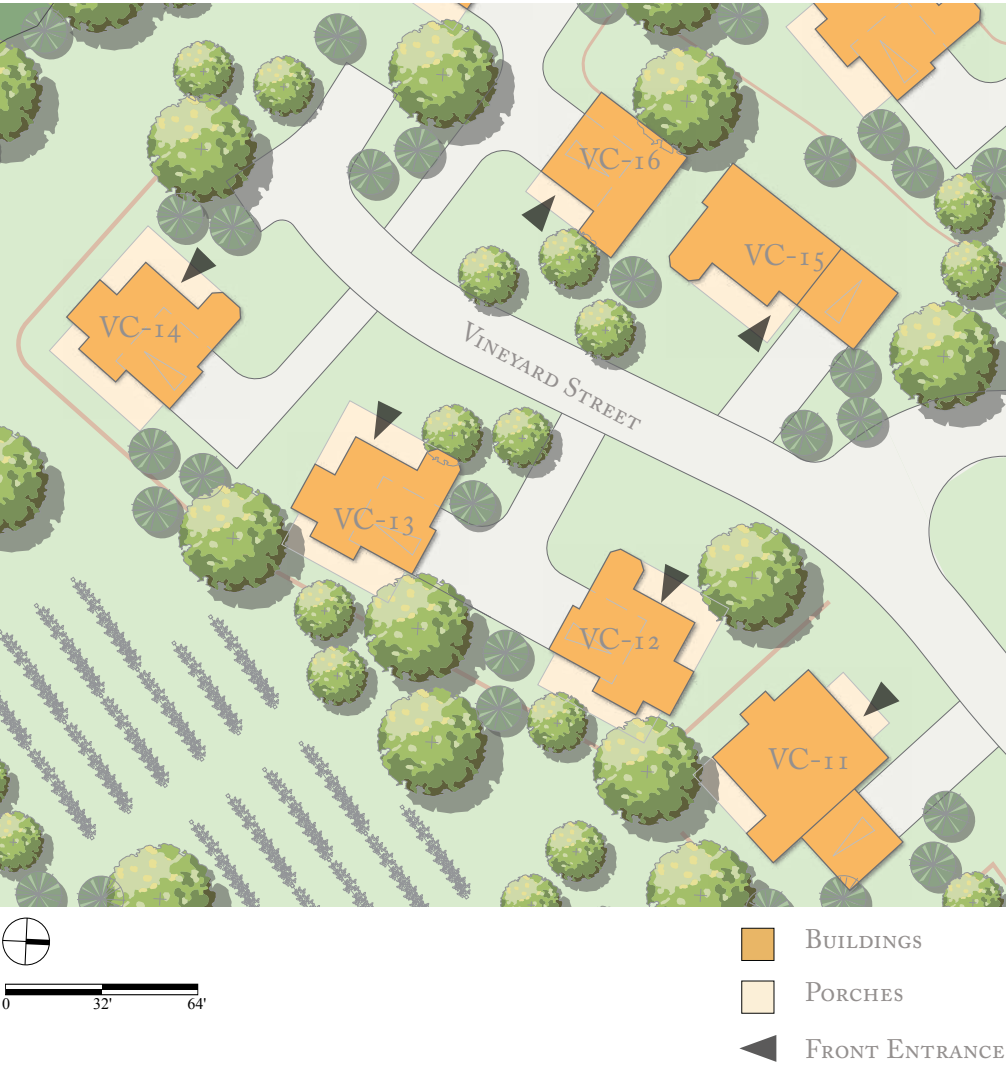 VC-16
VC-15
VC-14
Vineyard Street
VC-13
VC-12
VC-11
Buildings
0 32' 64'
Porches
Front Entrance